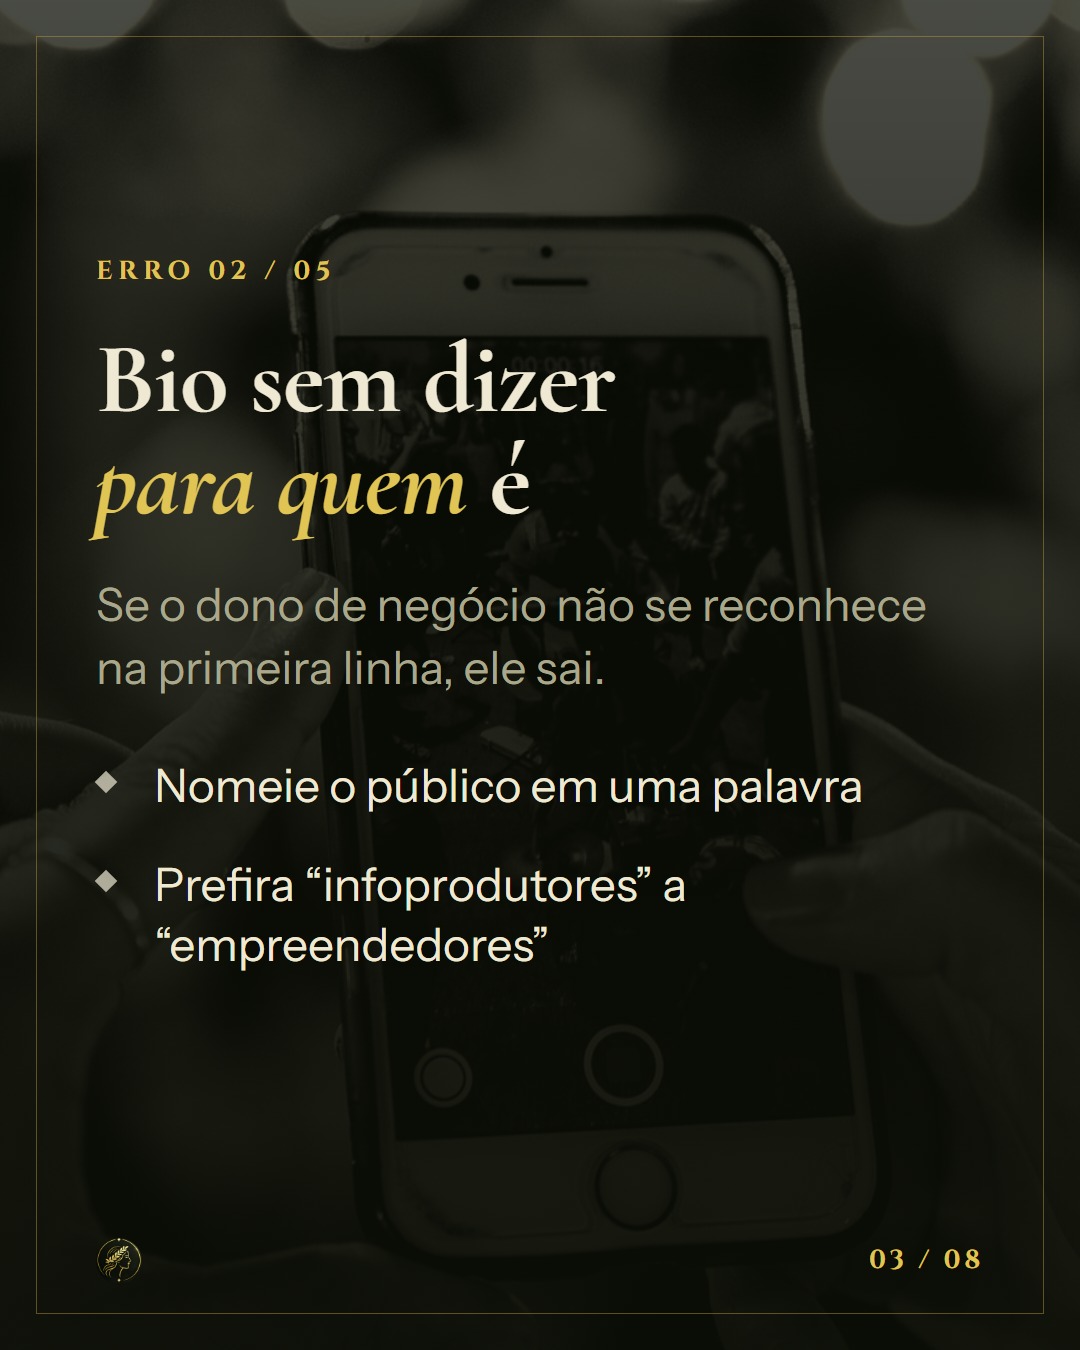 ERRO 02 / 05
Bio sem dizer
para quem é
Se o dono de negócio não se reconhece
na primeira linha, ele sai.
Nomeie o público em uma palavra
Prefira “infoprodutores” a
“empreendedores”
03 / 08